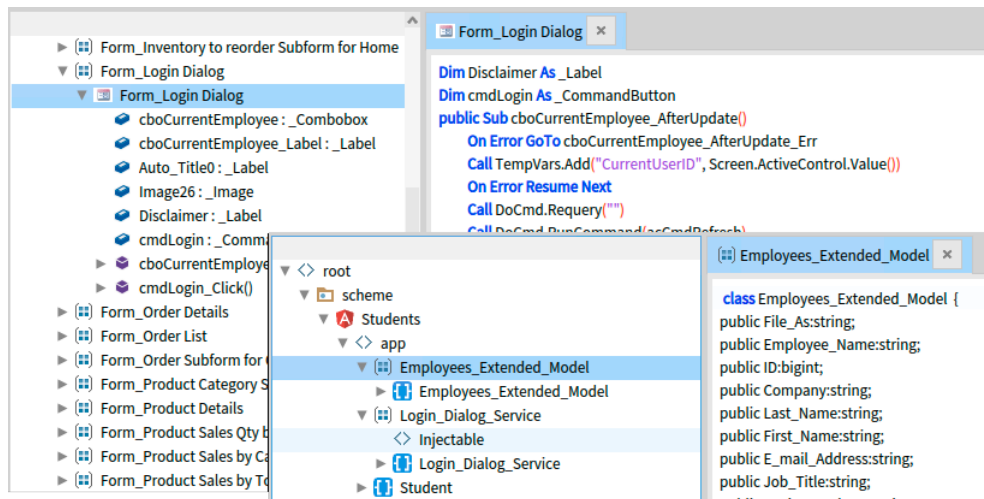 Form_Inventory to reorder Subform for Home
Form_Login Dialog
Form_Login Dialog
cboCurrentEmployee : _Combobox
cboCurrentEmployee_Label : _Label
Auto_Title0 : _Label
Image26 : _Image
Disclaimer : _Label
cmdLogin : _Comma
cboCurrentEmploye
cmdLogin_Click()
Form_Order Details
Form_Order List
Form_Order Subform for
Form_Product Category S
Form_Product Details
Form_Product Sales Qty b
Form_Product Sales by Ca
Form_Product Sales by To
Form_Login Dialog
Dim Disclaimer As _Label
Dim cmdLogin As _CommandButton
public Sub cboCurrentEmployee_AfterUpdate()
On Error GoTo cboCurrentEmployee_AfterUpdate_Err
Call TempVars.Add("CurrentUserID", Screen.ActiveControl.Value())
On Error Resume Next
Call DoCmd.Requery("")
Call DoCmd.RunCommand(acCmdRefresh)
root
scheme
Students
app
Employees_Extended_Model
Employees_Extended_Model
Login_Dialog_Service
Injectable
Login_Dialog_Service
Student
Employees_Extended_Model
class Employees_Extended_Model {
public File_As:string;
public Employee_Name:string;
public ID:bigint;
public Company:string;
public Last_Name:string;
public First_Name:string;
public E_mail_Address:string;
public Job_Title:string;